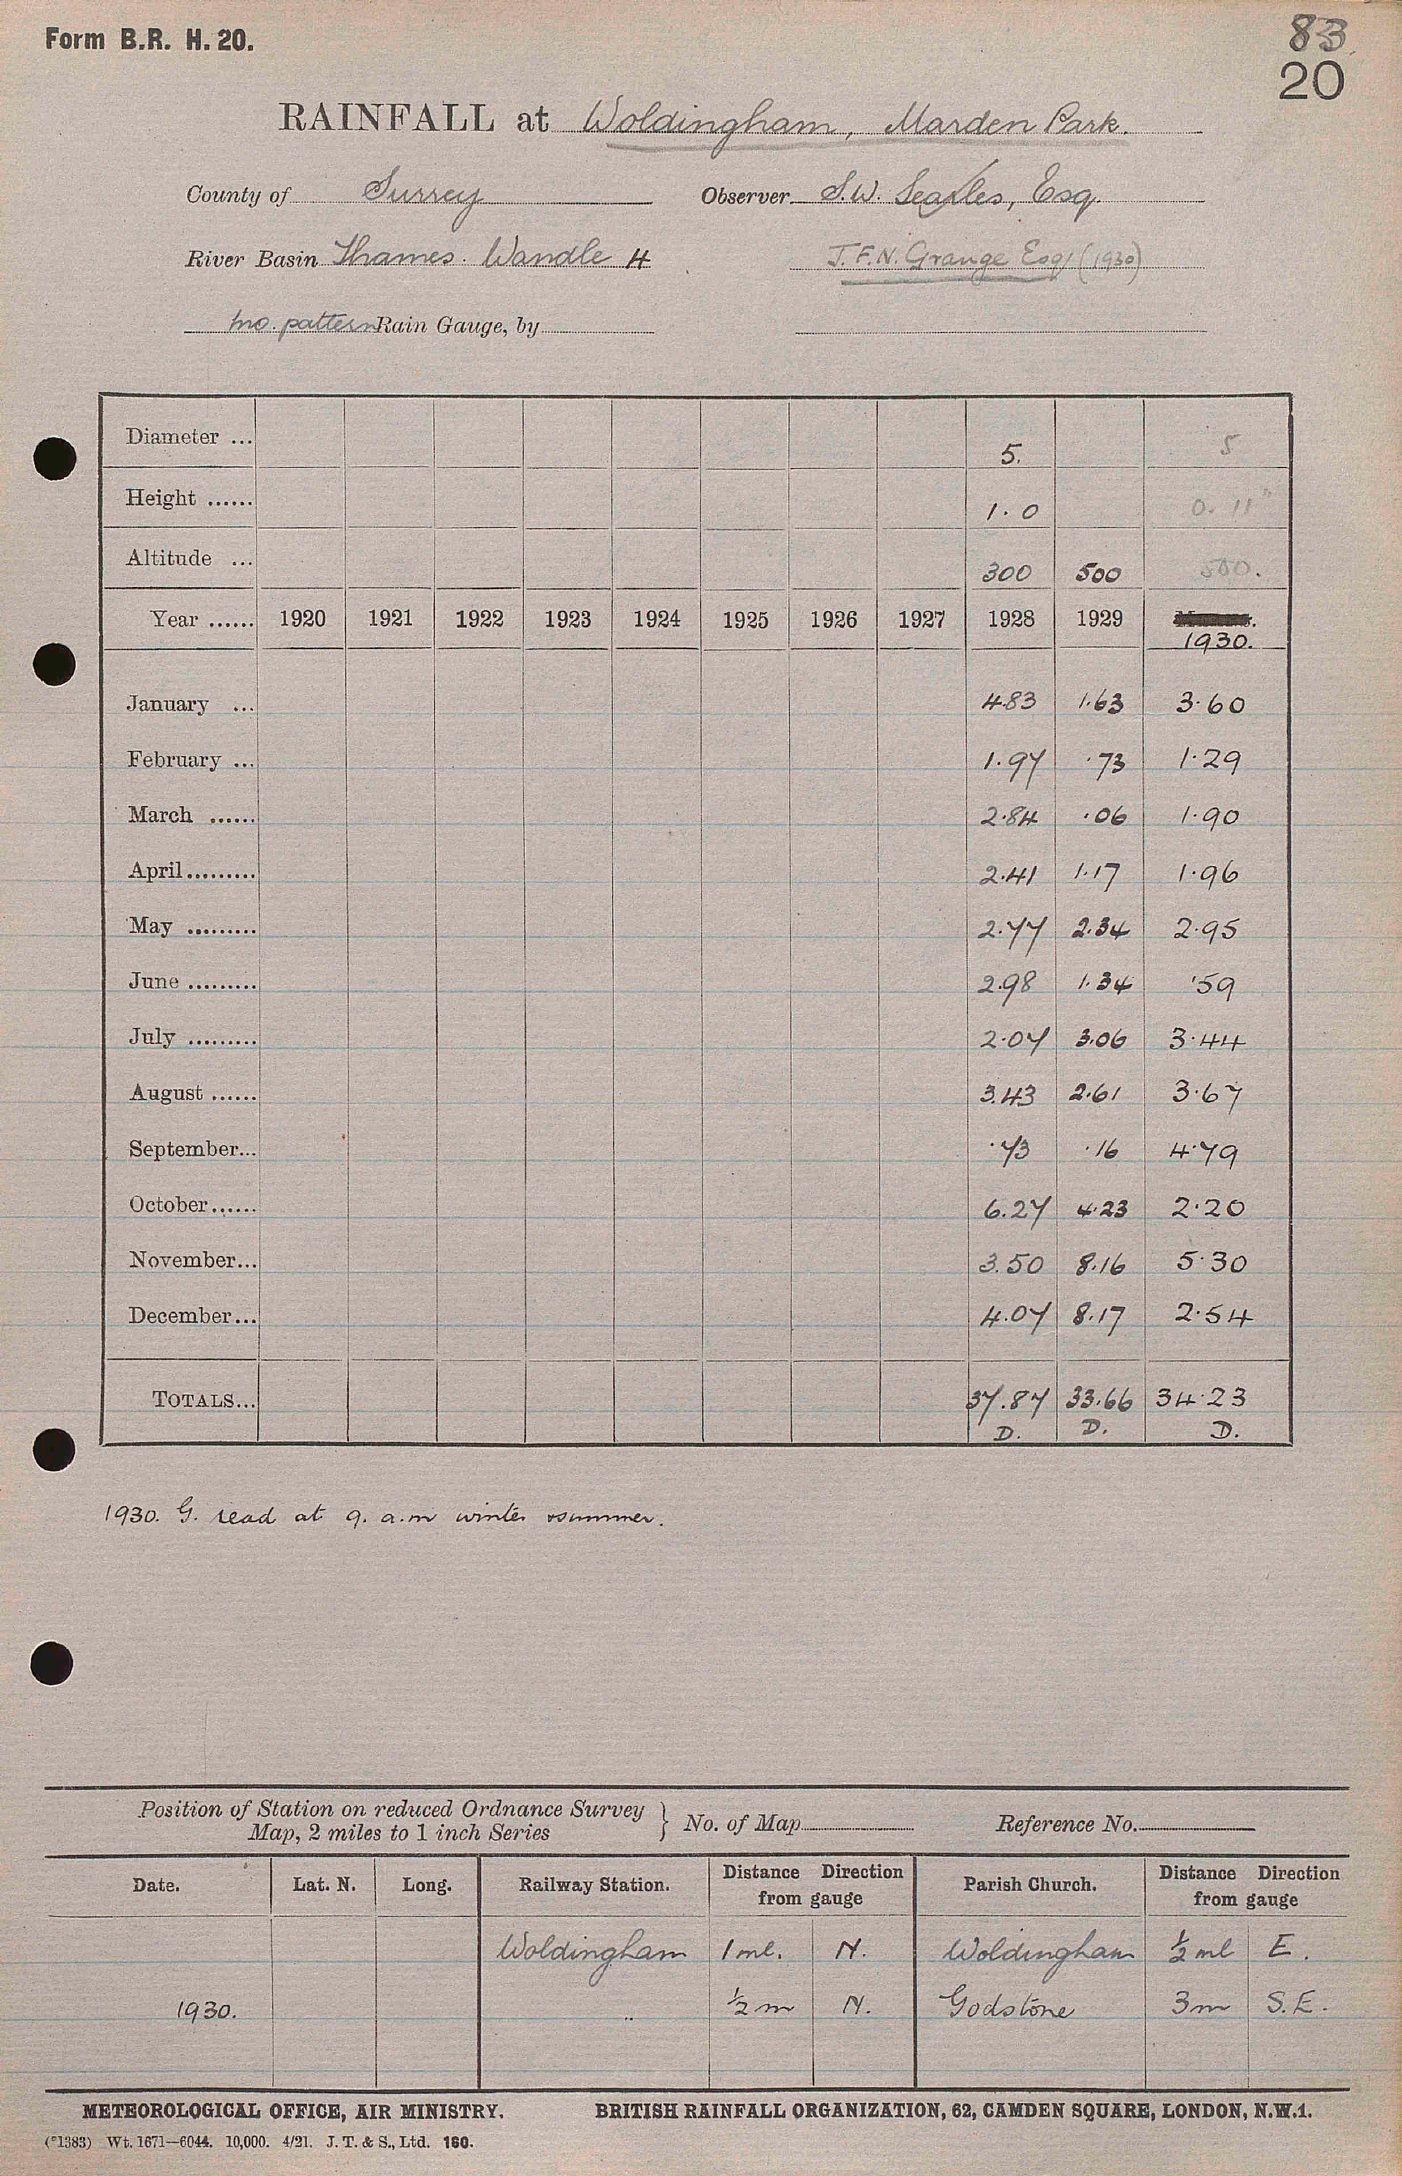 Form B.R. H. 20.
83
20
RAINFALL at Woldingham, Marden Park.
County of Surrey Observer S.W. Searles, Esq.
River Basin Thames. Wandle 4 J.F.N. Grange Esq. (1930)
mo. pattern Rain Gauge, by
Diameter ... 5. 5
Height ...... 1.0 0.11"
Altitude ... 300 500 500.
Year ...... 1920 1921 1922 1923 1924 1925 1926 1927 1928 1929
1930.
January ... 4.83 1.63 3.60
February ... 1.97 .73 1.29
March ...... 2.84 .06 1.90
April......... 2.41 1.17 1.96
May ......... 2.77 2.34 2.95
June ......... 2.98 1.34 .59
July ......... 2.07 3.06 3.44
August ...... 3.43 2.61 3.67
September... .73 .16 4.79
October...... 6.27 4.23 2.20
November... 3.50 8.16 5.30
December... 4.07 8.17 2.54
TOTALS... 37.87 33.66 34.23
D. D. D.
1930. G. read at 9. a.m winter & summer.
Position of Station on reduced Ordnance Survey
Map, 2 miles to 1 inch Series } No. of Map Reference No.
Date. Lat. N. Long. Railway Station. Distance Direction from gauge Parish Church. Distance Direction from gauge
Woldingham 1 ml. N. Woldingham ½ ml E.
1930. " ½ m N. Godstone 3m S.E.
METEOROLOGICAL OFFICE, AIR MINISTRY. BRITISH RAINFALL ORGANIZATION, 62, CAMDEN SQUARE, LONDON, N.W.1.
(*1383) Wt. 1671—6044. 10,000. 4/21. J. T. & S., Ltd. 160.